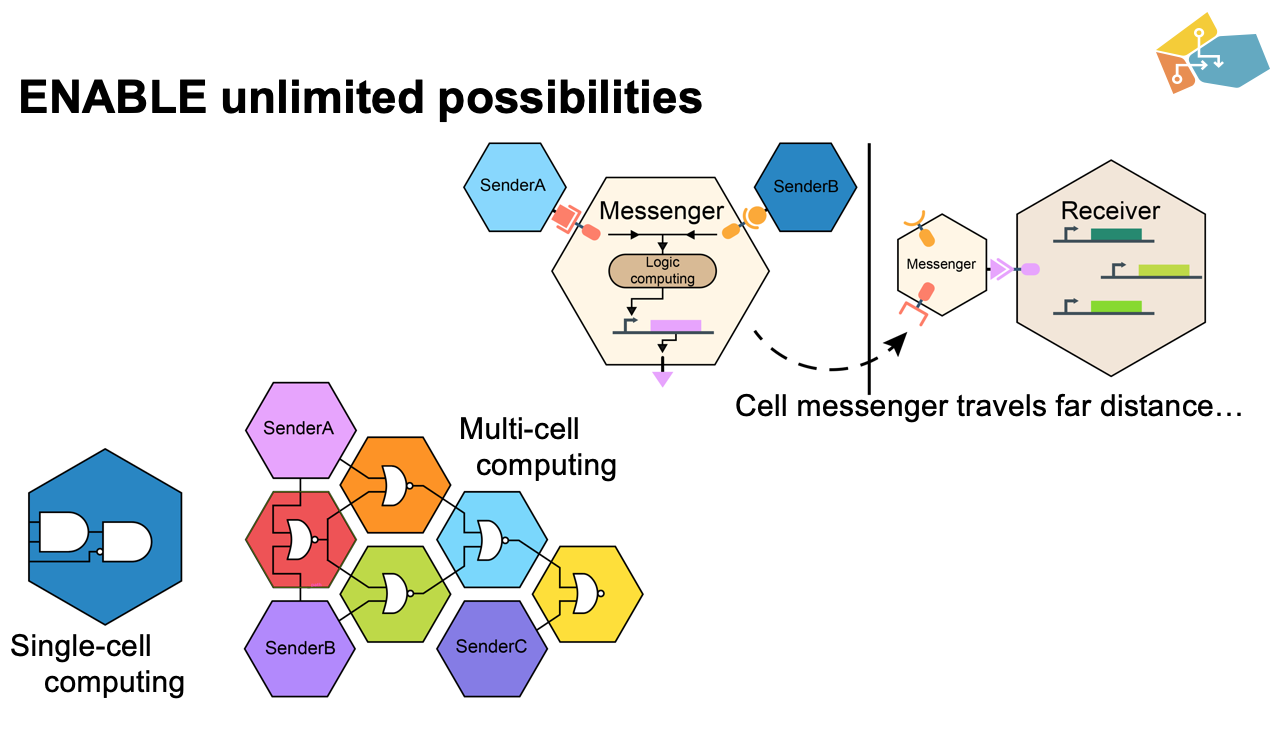 ENABLE unlimited possibilities
SenderA
Messenger
SenderB
Logic
computing
Messenger
Receiver
Cell messenger travels far distance…
Single-cell
computing
Multi-cell
computing
SenderA
SenderB
SenderC